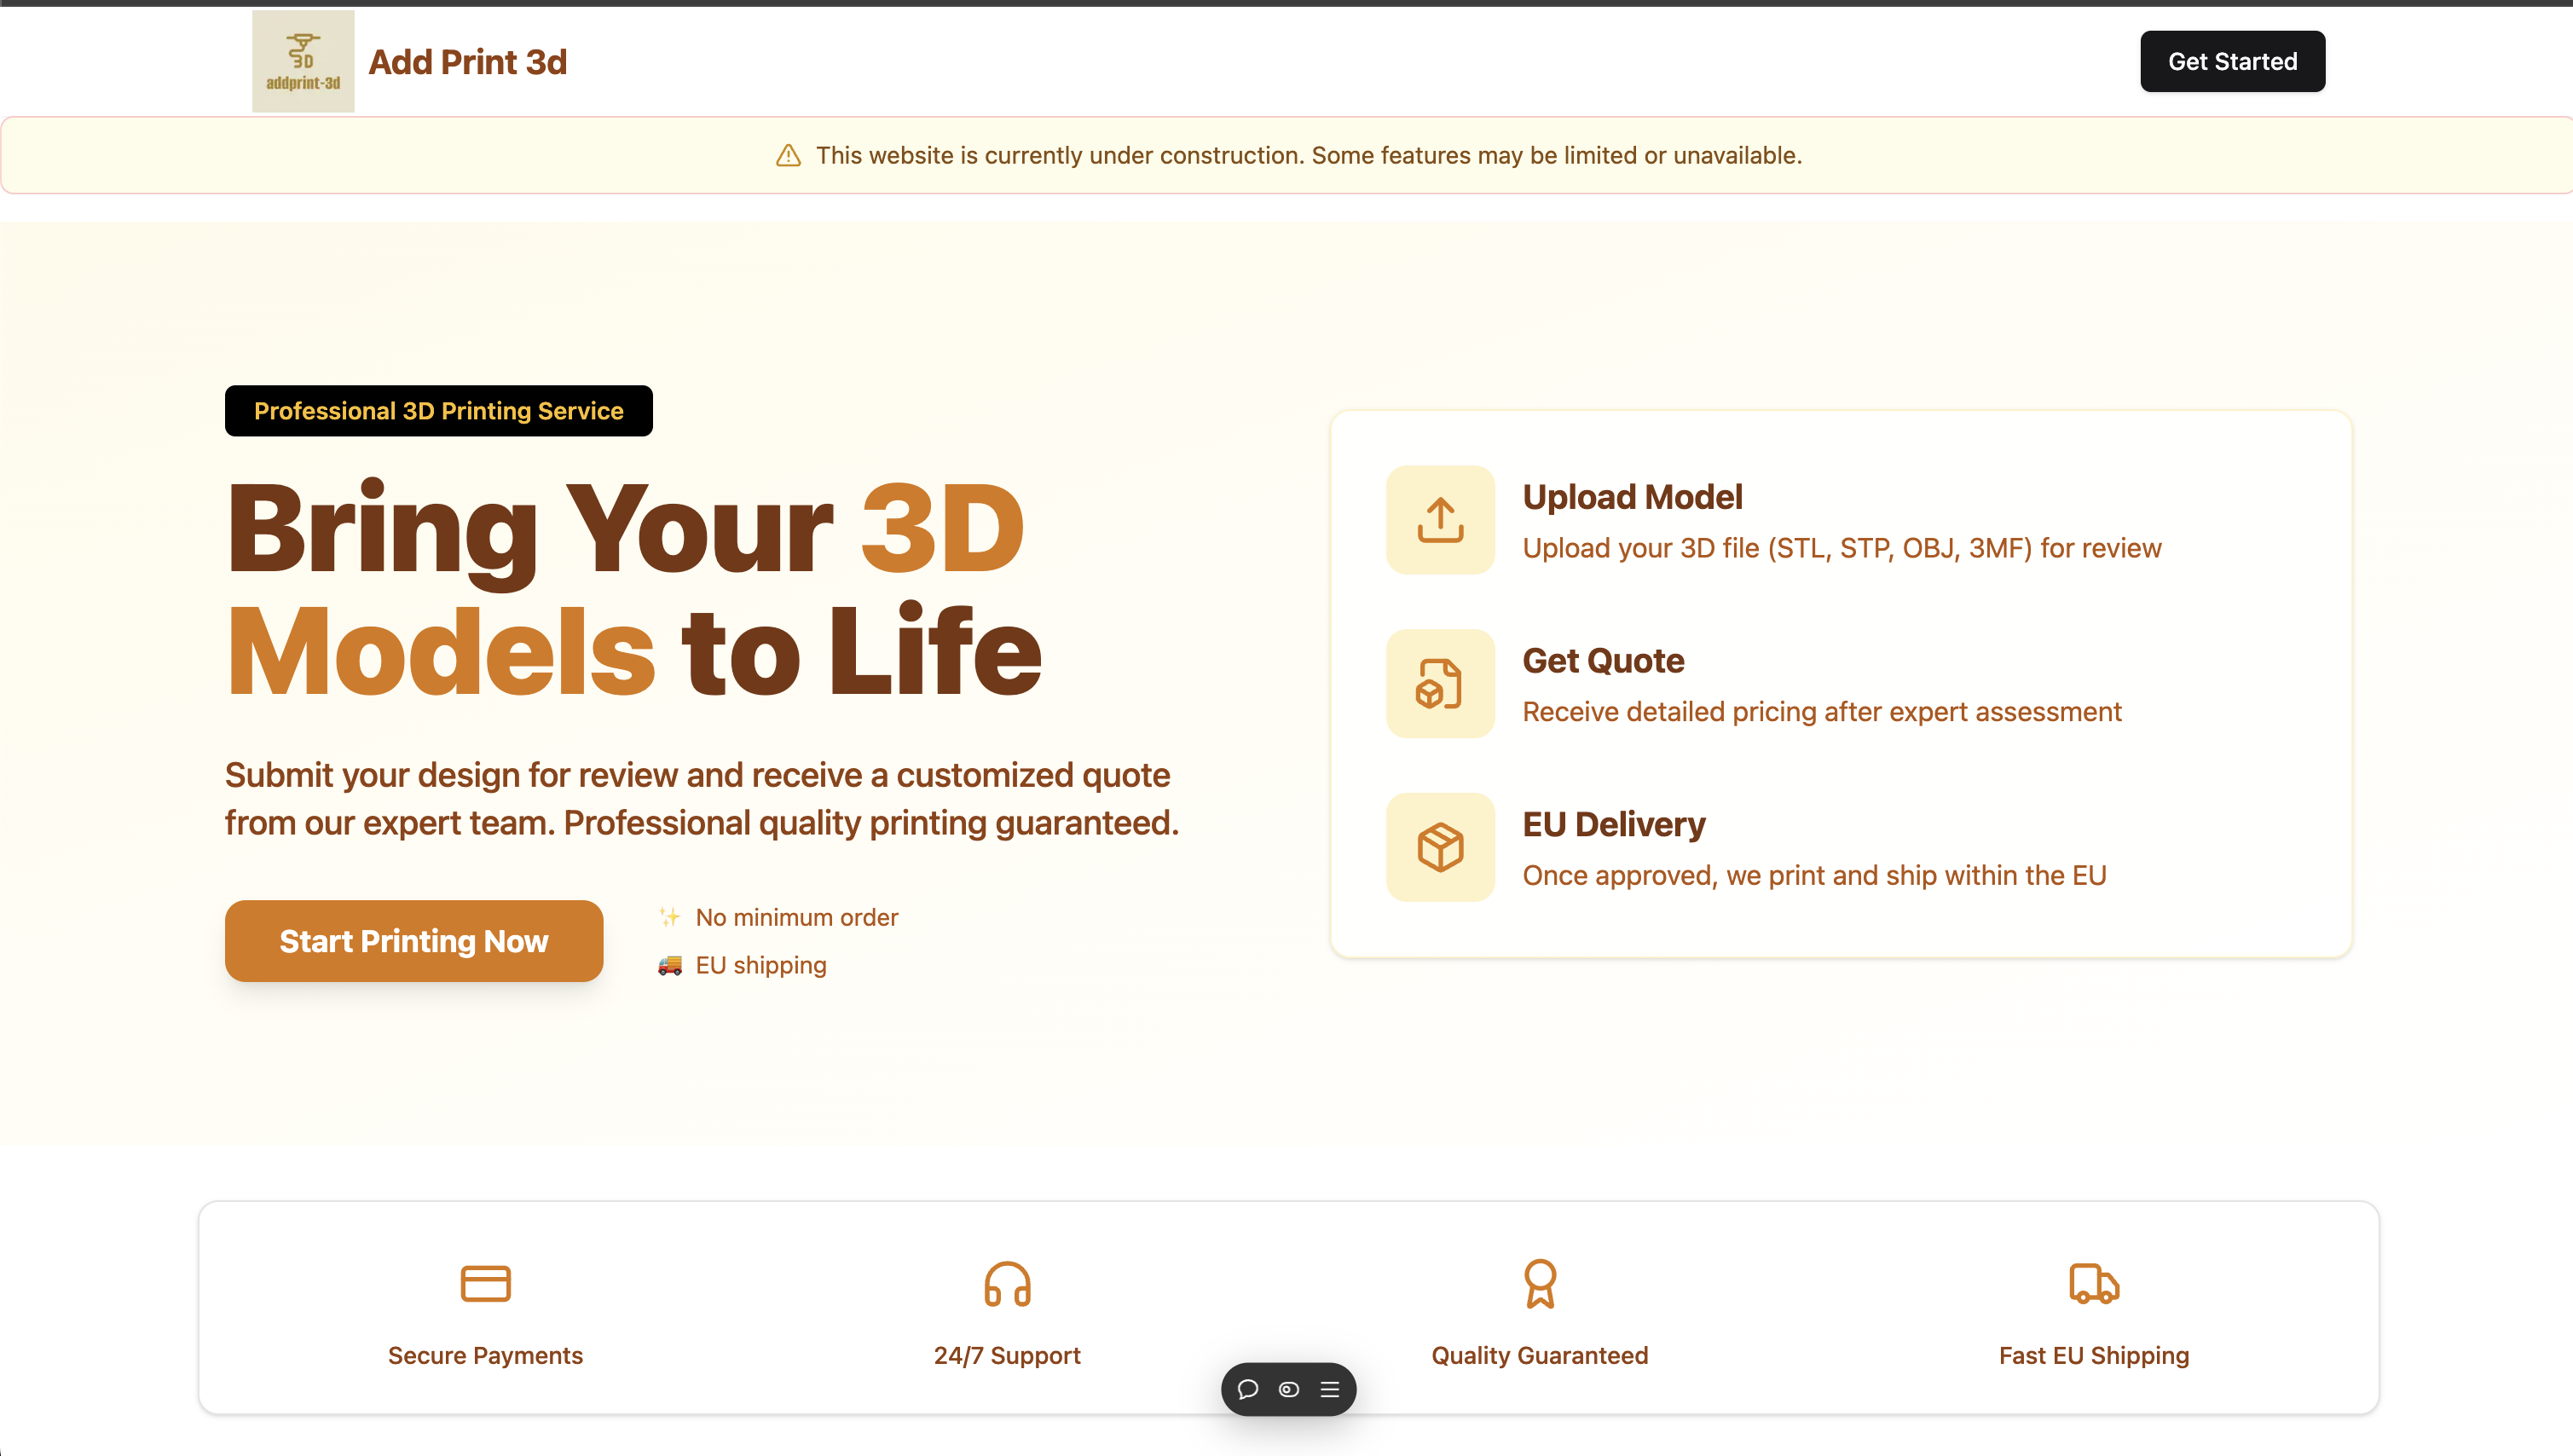 3D
addprint-3d
Add Print 3d
Get Started
This website is currently under construction. Some features may be limited or unavailable.
Professional 3D Printing Service
Bring Your 3D
Models to Life
Submit your design for review and receive a customized quote
from our expert team. Professional quality printing guaranteed.
Start Printing Now
No minimum order
EU shipping
Upload Model
Upload your 3D file (STL, STP, OBJ, 3MF) for review
Get Quote
Receive detailed pricing after expert assessment
EU Delivery
Once approved, we print and ship within the EU
Secure Payments
24/7 Support
Quality Guaranteed
Fast EU Shipping